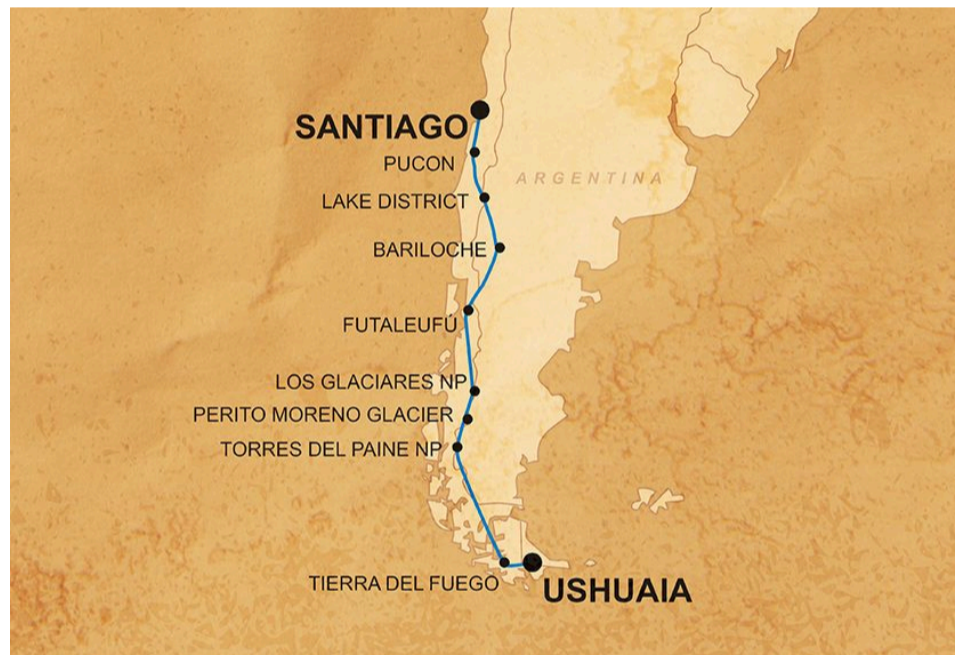 SANTIAGO
PUCON
ARGENTINA
LAKE DISTRICT
BARILOCHE
FUTALEUFÚ
LOS GLACIARES NP
PERITO MORENO GLACIER
TORRES DEL PAINE NP
TIERRA DEL FUEGO
USHUAIA